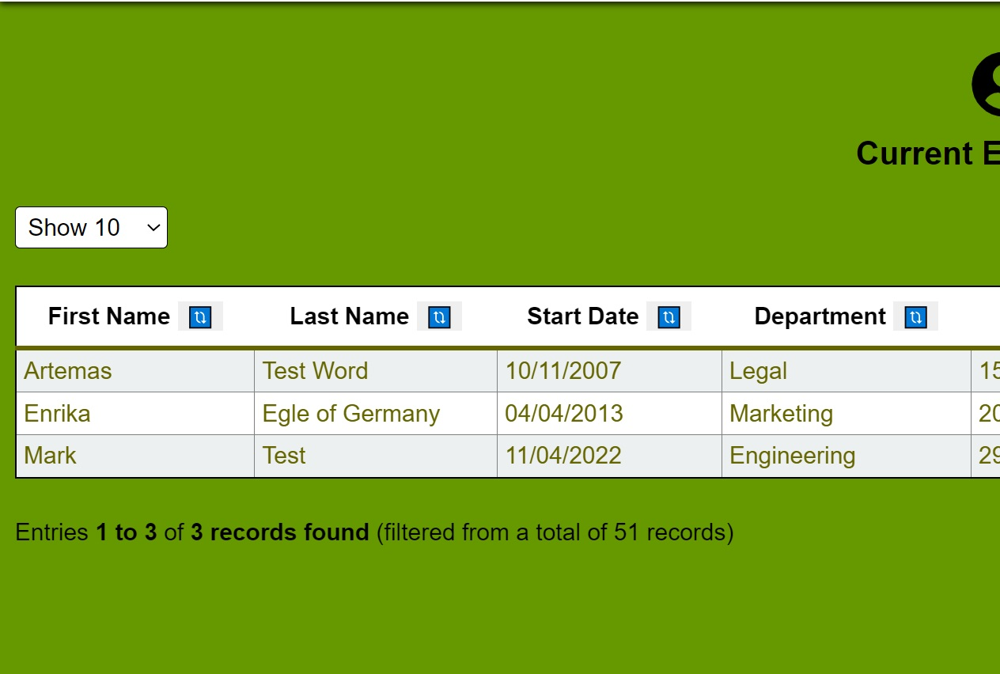 Current E
Show 10
First Name Last Name Start Date Department
Artemas Test Word 10/11/2007 Legal 15
Enrika Egle of Germany 04/04/2013 Marketing 20
Mark Test 11/04/2022 Engineering 29
Entries 1 to 3 of 3 records found (filtered from a total of 51 records)